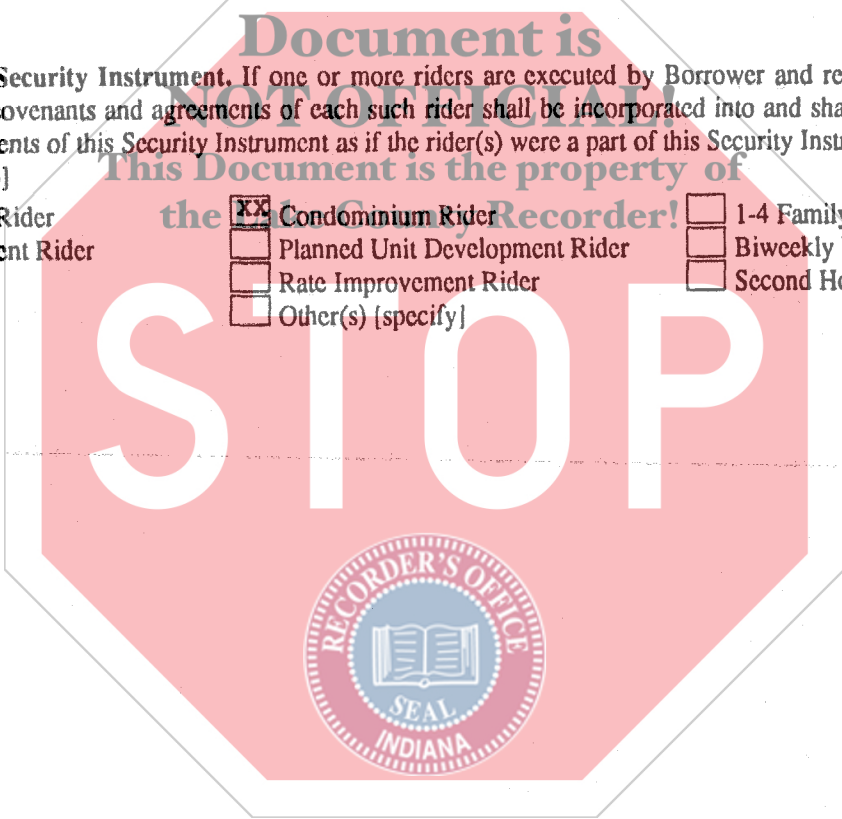 Document is
Security Instrument. If one or more riders are executed by Borrower and re
ovenants and agreements of each such rider shall be incorporated into and sha
NOT OFFICIAL!
ents of this Security Instrument as if the rider(s) were a part of this Security Instr
This Document is the property of
]
the Lake County Recorder!
Rider XX Condominium Rider 1-4 Family
ent Rider Planned Unit Development Rider Biweekly
Rate Improvement Rider Second Ho
Other(s) [specify]
STOP
RECORDER'S OFFICE
SEAL
INDIANA